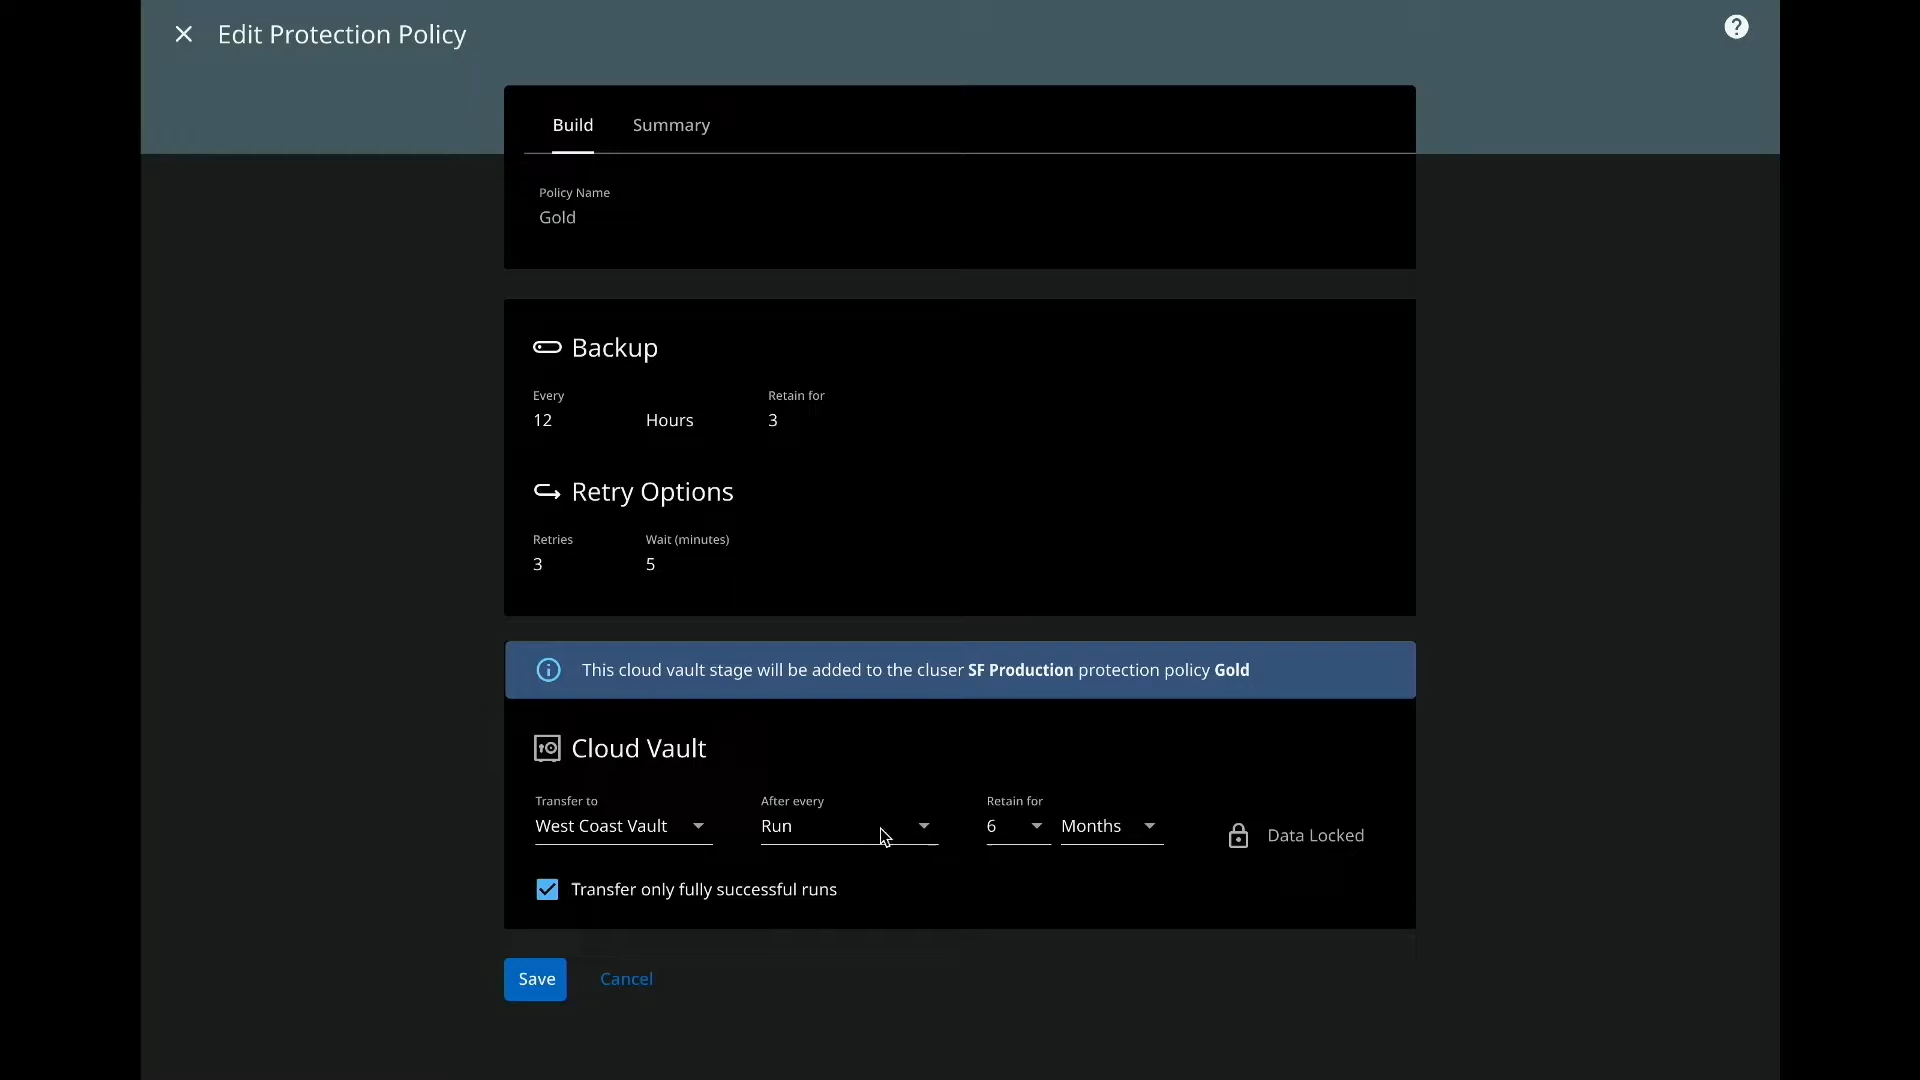 Edit Protection Policy
?
Build Summary
Policy Name
Gold
Backup
Every Retain for
12 Hours 3
Retry Options
Retries Wait (minutes)
3 5
This cloud vault stage will be added to the cluser SF Production protection policy Gold
Cloud Vault
Transfer to After every Retain for
West Coast Vault Run 6 Months Data Locked
Transfer only fully successful runs
Save Cancel